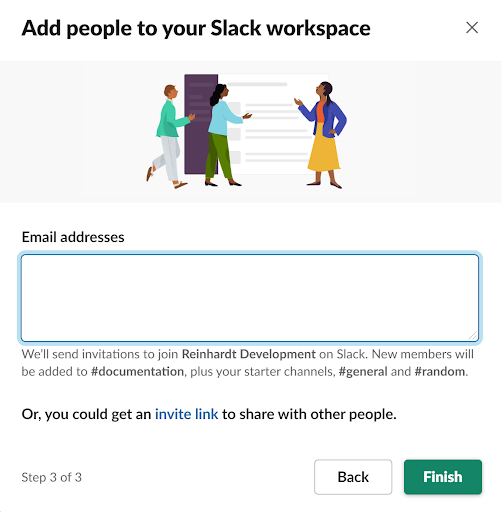 Add people to your Slack workspace
Email addresses
We'll send invitations to join Reinhardt Development on Slack. New members will
be added to #documentation, plus your starter channels, #general and #random.
Or, you could get an invite link to share with other people.
Step 3 of 3
Back
Finish